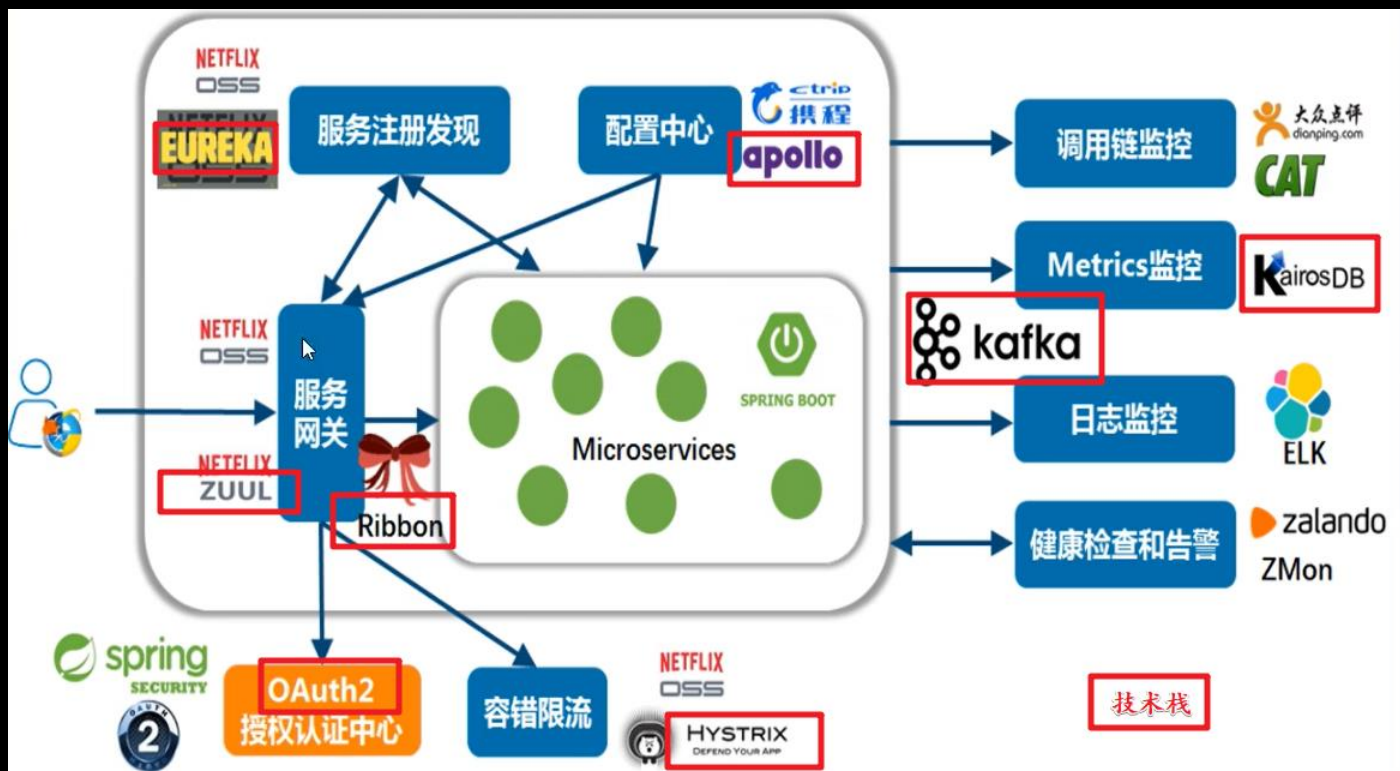 NETFLIX
OSS
NETFLIX
EUREKA
OSS
服务注册发现
配置中心
ctrip
携程
apollo
调用链监控
大众点评
dianping.com
CAT
Metrics监控
KairosDB
kafka
NETFLIX
OSS
服务
网关
NETFLIX
ZUUL
Ribbon
SPRING BOOT
Microservices
日志监控
ELK
健康检查和告警
zalando
ZMon
spring
SECURITY
OAUTH
2
OAuth2
授权认证中心
容错限流
NETFLIX
OSS
HYSTRIX
DEFEND YOUR APP
技术栈